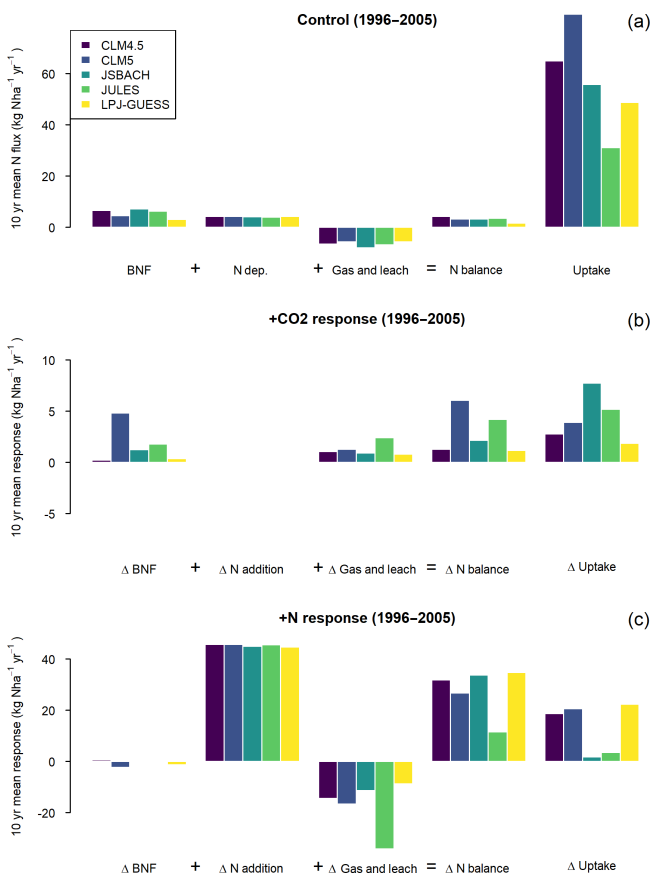 Control (1996−2005)
(a)
CLM4.5
CLM5
JSBACH
JULES
LPJ-GUESS
10 yr mean N flux (kg Nha⁻¹ yr⁻¹)
60
40
20
0
BNF + N dep. + Gas and leach = N balance Uptake
+CO2 response (1996−2005)
(b)
10 yr mean response (kg Nha⁻¹ yr⁻¹)
10
5
0
-5
Δ BNF + Δ N addition + Δ Gas and leach = Δ N balance Δ Uptake
+N response (1996−2005)
(c)
10 yr mean response (kg Nha⁻¹ yr⁻¹)
40
20
0
-20
Δ BNF + Δ N addition + Δ Gas and leach = Δ N balance Δ Uptake